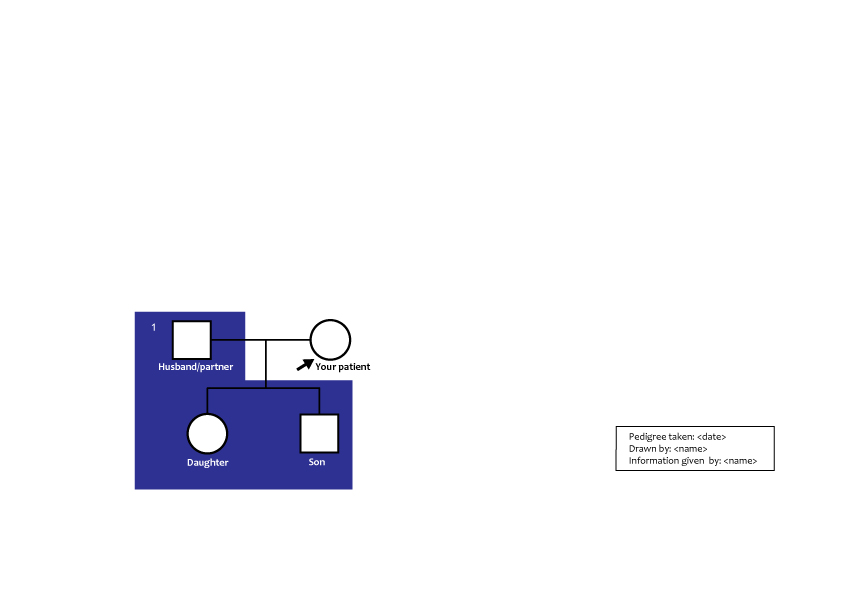 1
Husband/partner
Your patient
Daughter
Son
Pedigree taken: <date>
Drawn by: <name>
Information given  by: <name>